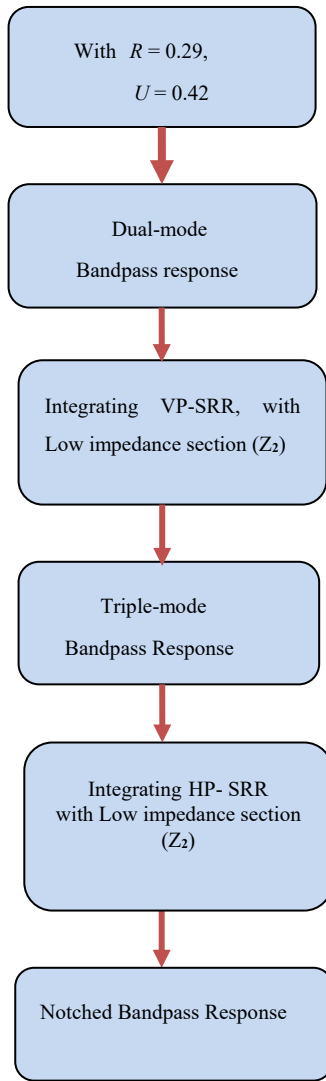 With R = 0.29,
U = 0.42
Dual-mode
Bandpass response
Integrating VP-SRR, with
Low impedance section (Z₂)
Triple-mode
Bandpass Response
Integrating HP- SRR
with Low impedance section
(Z₂)
Notched Bandpass Response